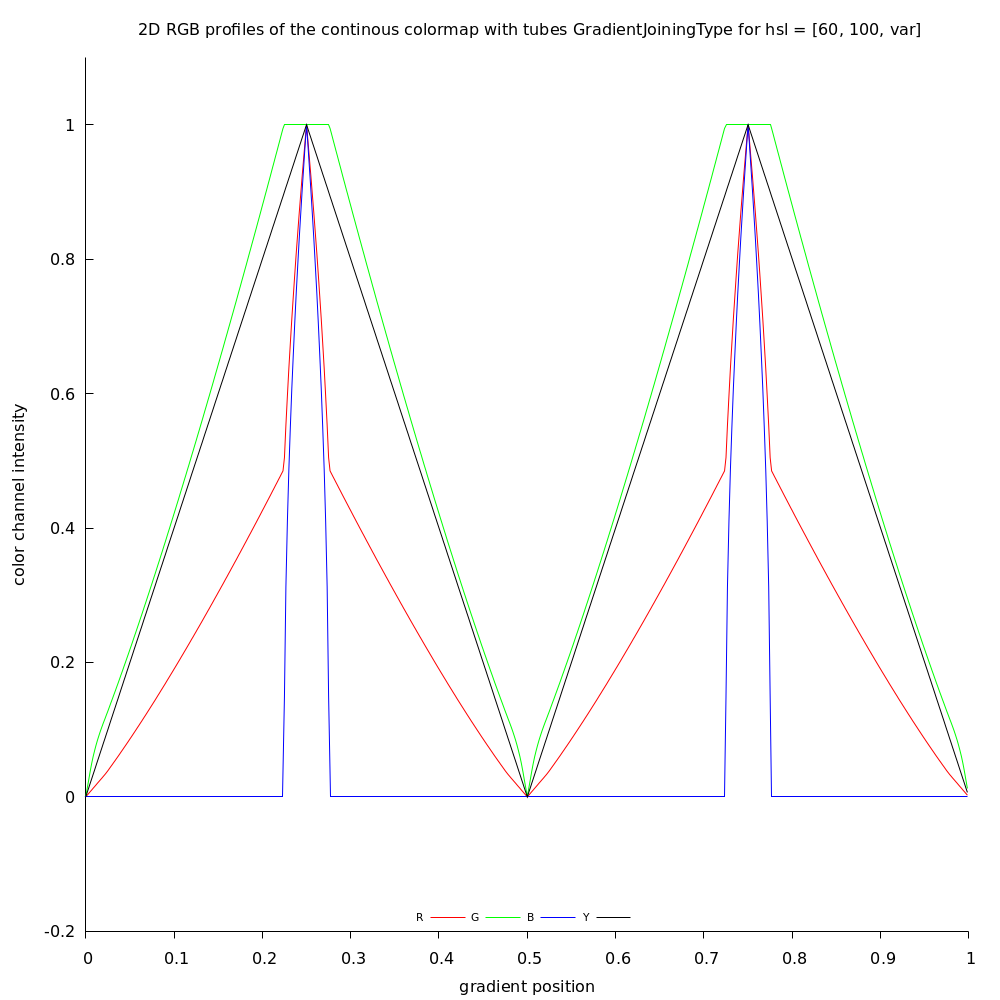 2D RGB profiles of the continous colormap with tubes GradientJoiningType for hsl = [60, 100, var]
1
0.8
0.6
0.4
0.2
0
-0.2
color channel intensity
R G B Y
0 0.1 0.2 0.3 0.4 0.5 0.6 0.7 0.8 0.9 1
gradient position